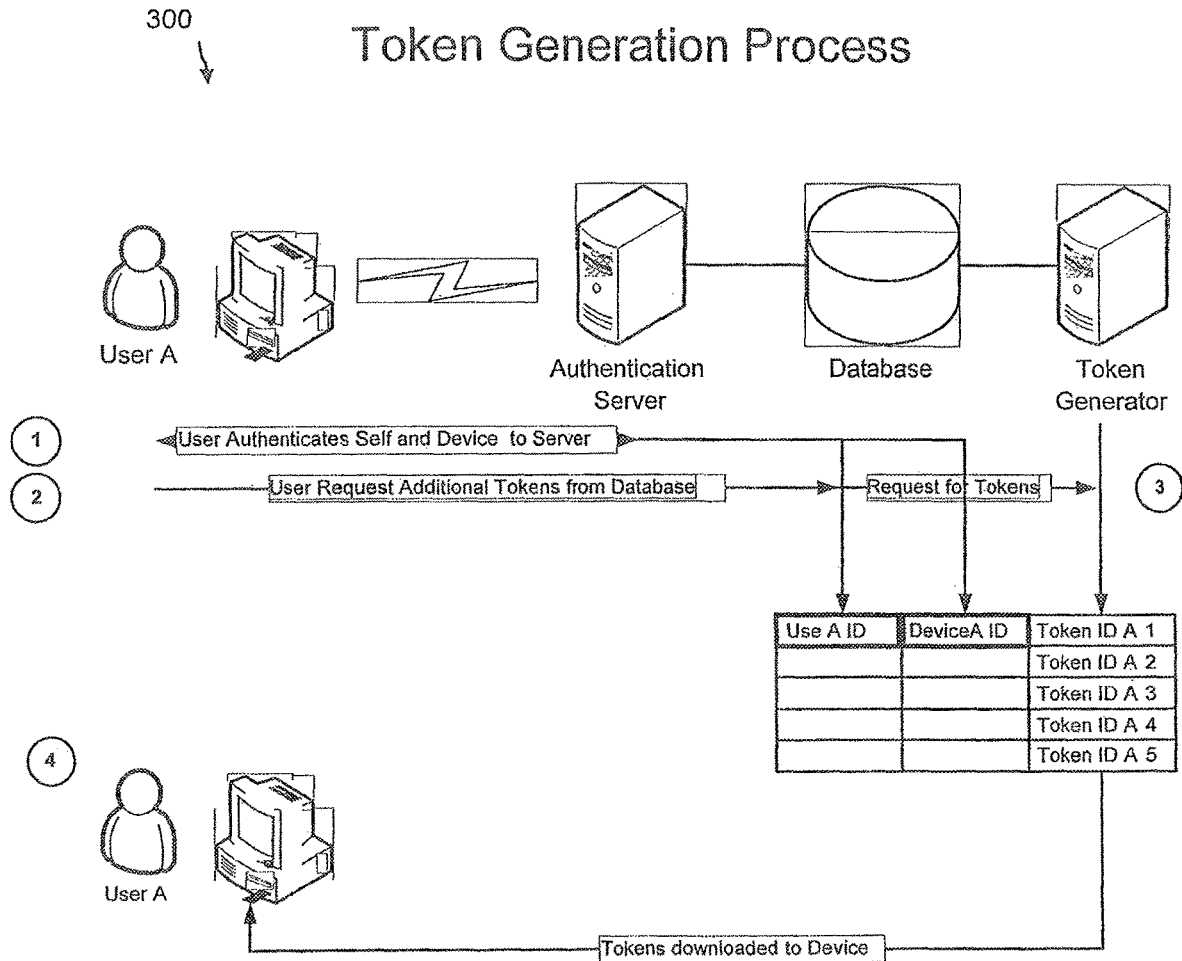 300
Token Generation Process
User A
Authentication
Server
Database
Token
Generator
1
User Authenticates Self and Device to Server
2
User Request Additional Tokens from Database
Request for Tokens
3
Use A ID
DeviceA ID
Token ID A 1
Token ID A 2
Token ID A 3
Token ID A 4
Token ID A 5
4
User A
Tokens downloaded to Device